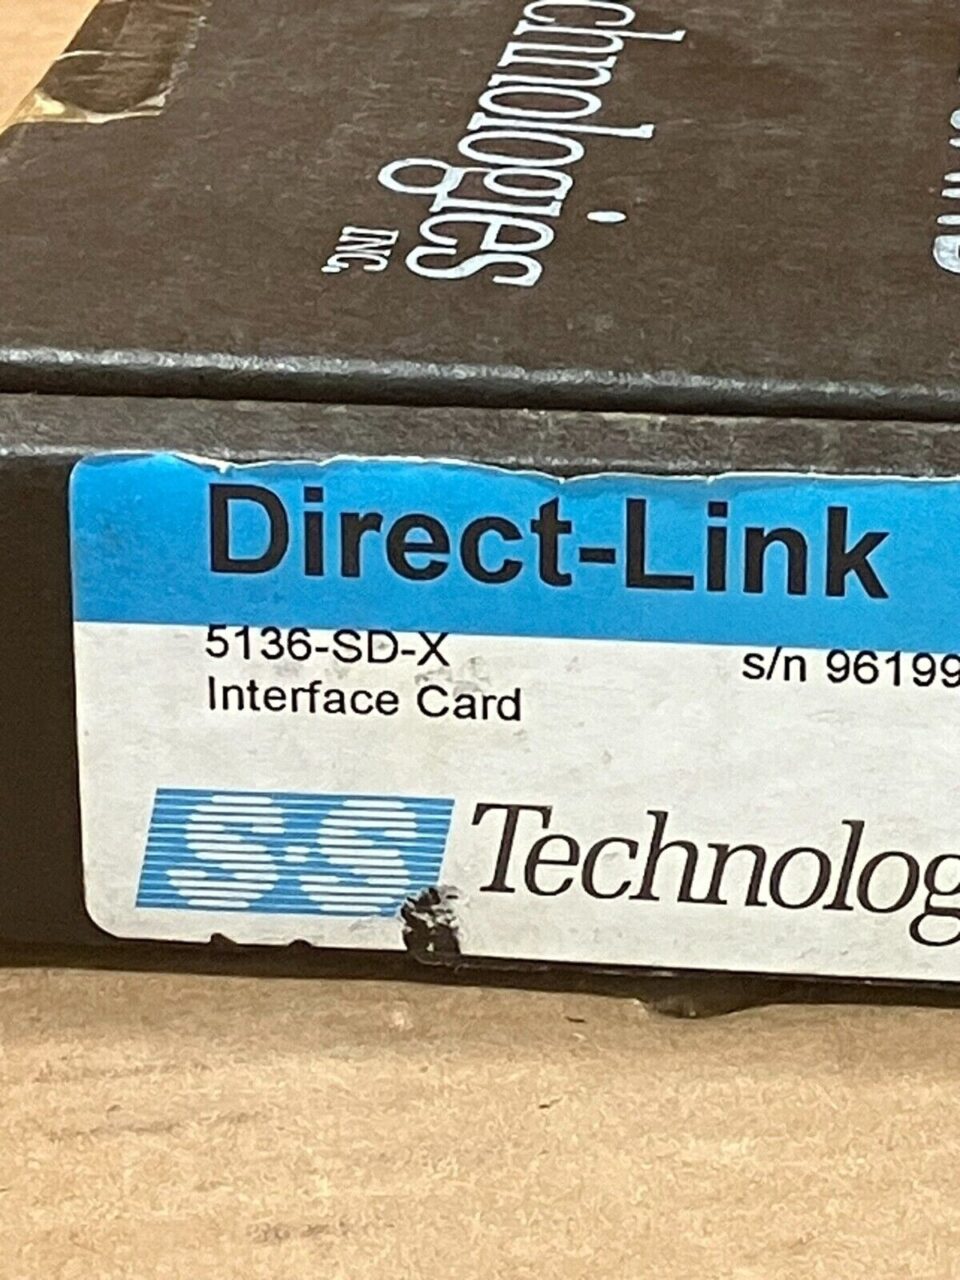 chnologies
INC.
Direct-Link
5136-SD-X
s/n 96199
Interface Card
S·S Technolog